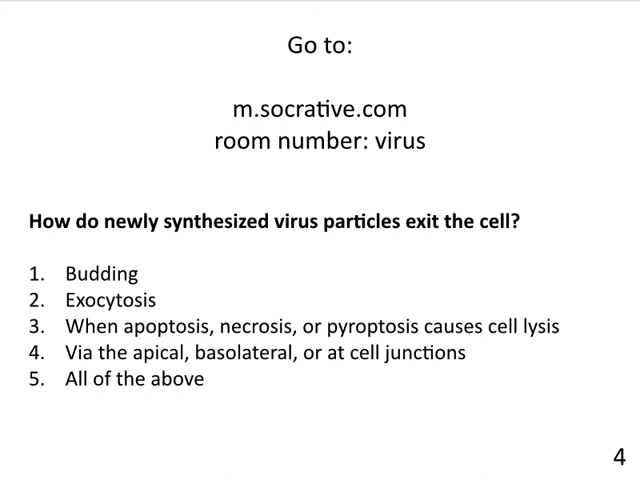 Go to:
m.socrative.com
room number: virus
How do newly synthesized virus particles exit the cell?
1. Budding
2. Exocytosis
3. When apoptosis, necrosis, or pyroptosis causes cell lysis
4. Via the apical, basolateral, or at cell junctions
5. All of the above
4